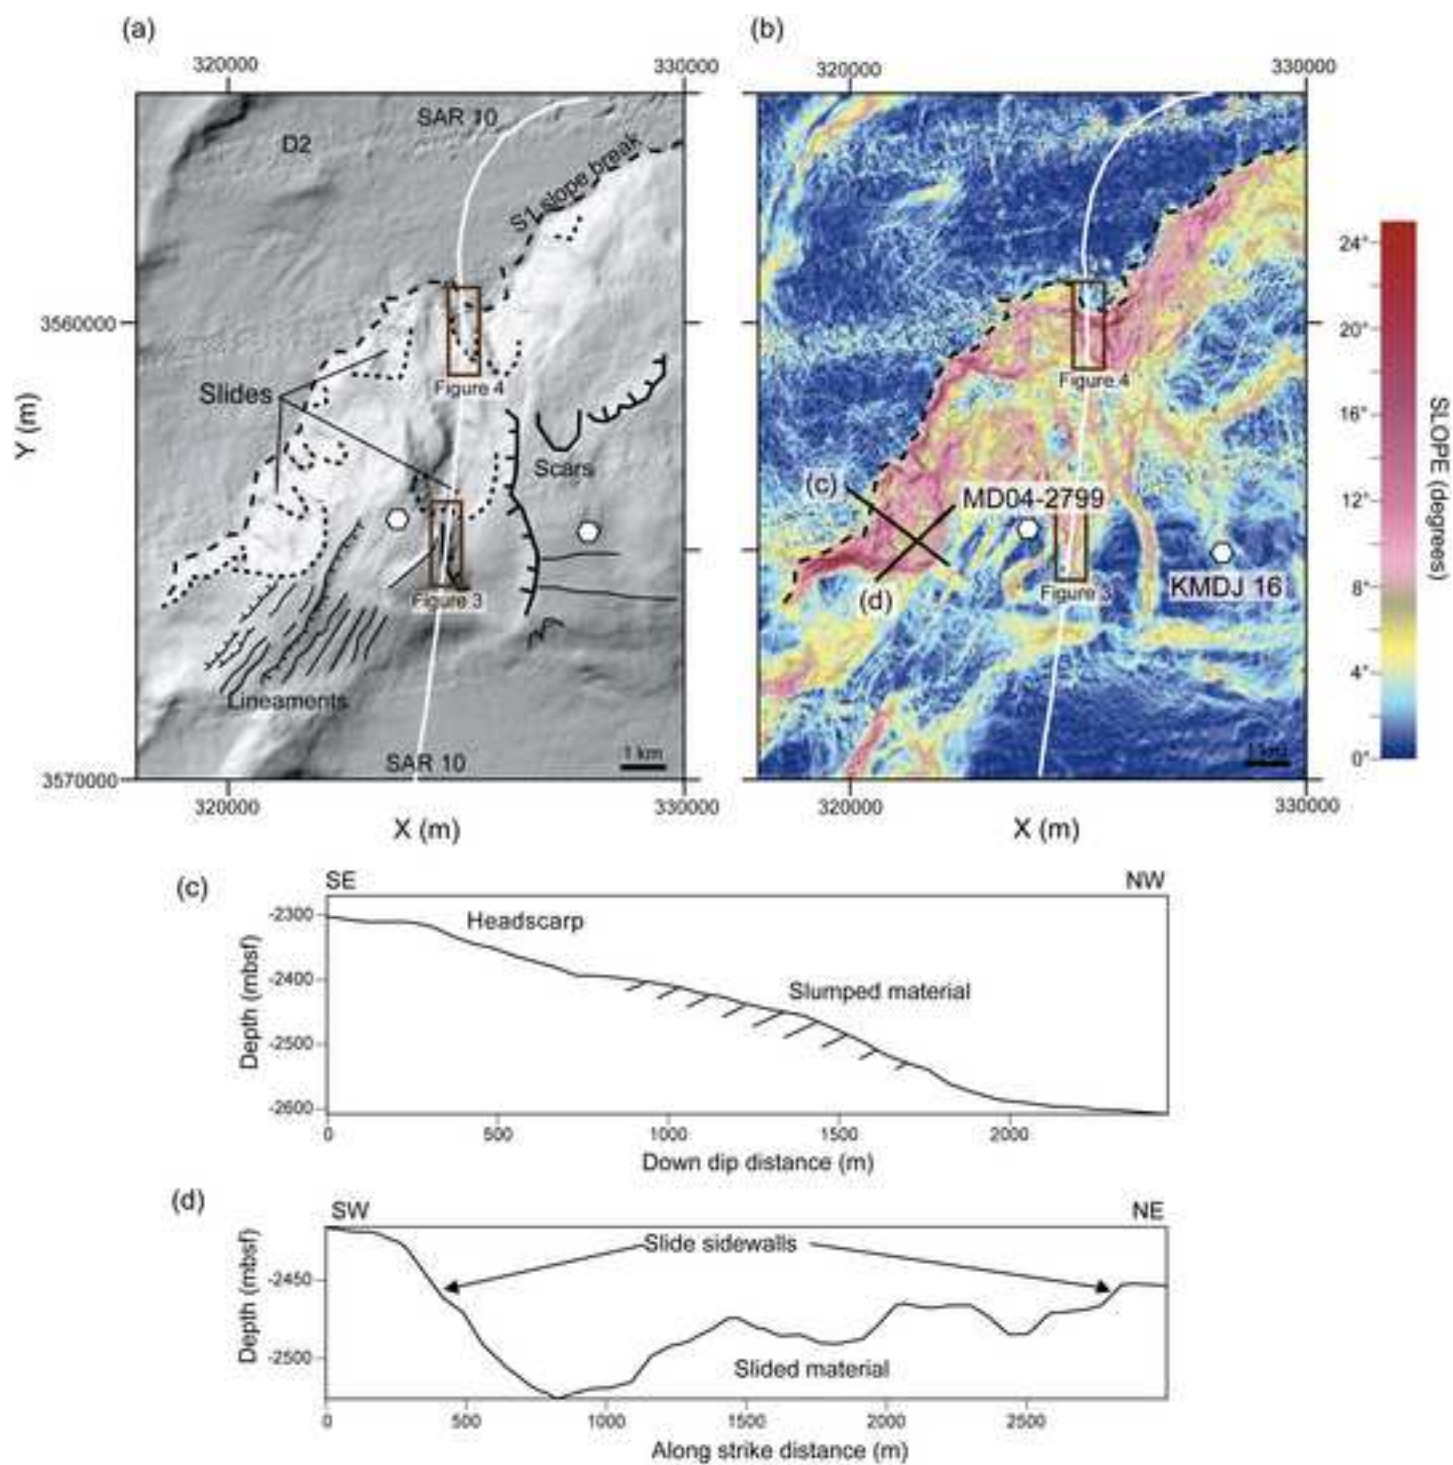 (a)
320000
330000
SAR 10
D2
S1 slope break
3560000
Slides
Figure 4
Scars
Y (m)
Figure 3
Lineaments
SAR 10
1 km
3570000
320000
330000
X (m)
(b)
320000
330000
Figure 4
(c)
MD04-2799
(d)
Figure 3
KMDJ 16
1 km
320000
330000
X (m)
24°
20°
16°
12°
8°
4°
0°
SLOPE (degrees)
(c)
SE
NW
Headscarp
Slumped material
-2300
-2400
-2500
-2600
Depth (mbsf)
0
500
1000
1500
2000
Down dip distance (m)
(d)
SW
NE
Slide sidewalls
-2450
-2500
Depth (mbsf)
Slided material
0
500
1000
1500
2000
2500
Along strike distance (m)